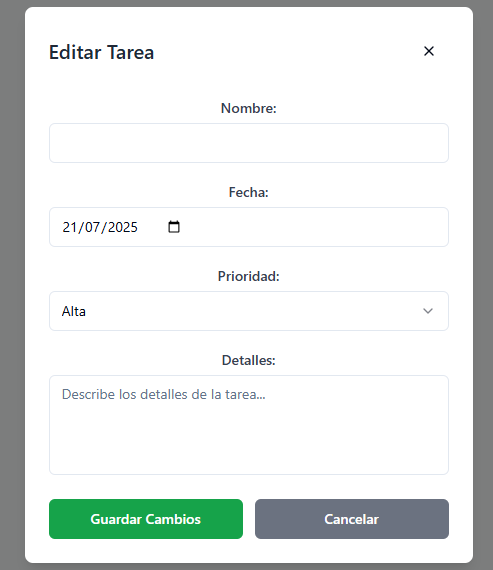 Editar Tarea
Nombre:
Fecha:
21/07/2025
Prioridad:
Alta
Detalles:
Describe los detalles de la tarea...
Guardar Cambios
Cancelar